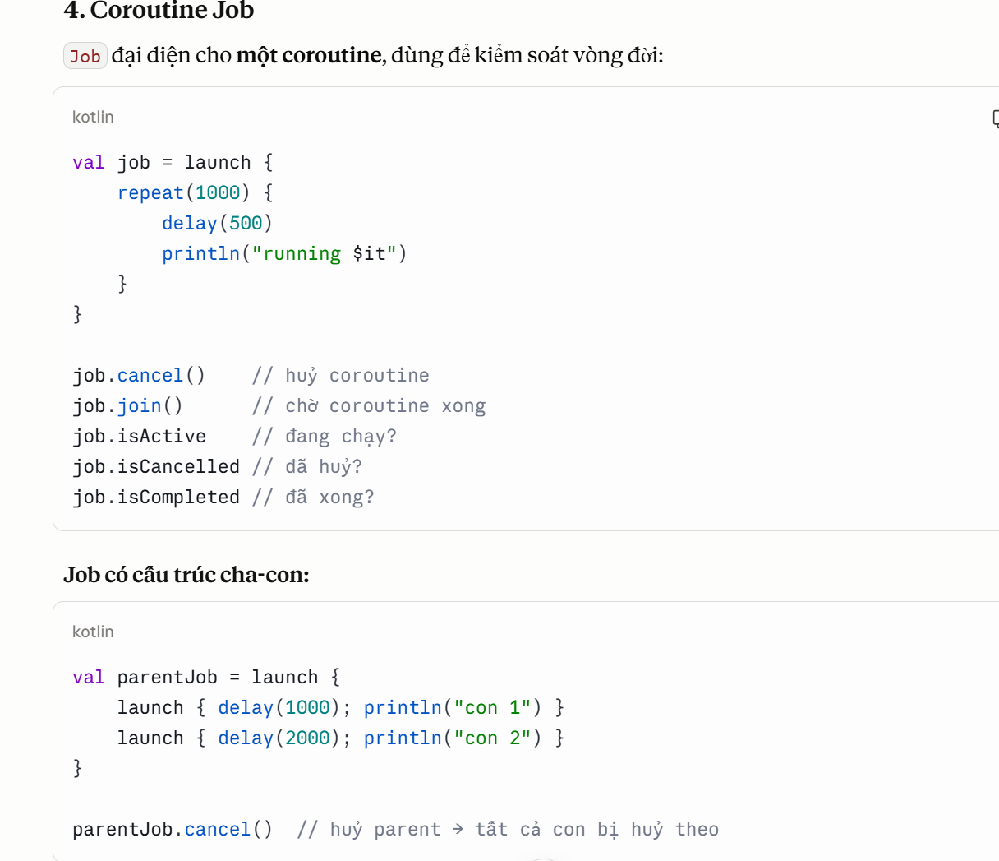 4. Coroutine Job
Job đại diện cho một coroutine, dùng để kiểm soát vòng đời:
kotlin
val job = launch {
    repeat(1000) {
        delay(500)
        println("running $it")
    }
}
job.cancel()    // huỷ coroutine
job.join()      // chờ coroutine xong
job.isActive    // đang chạy?
job.isCancelled // đã huỷ?
job.isCompleted // đã xong?
Job có cấu trúc cha-con:
kotlin
val parentJob = launch {
    launch { delay(1000); println("con 1") }
    launch { delay(2000); println("con 2") }
}
parentJob.cancel()  // huỷ parent → tất cả con bị huỷ theo